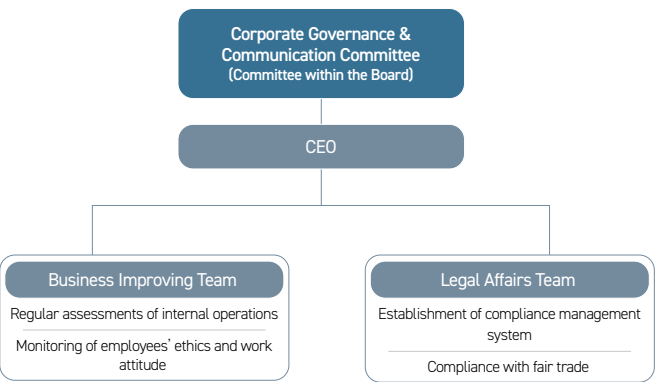 Corporate Governance &
Communication Committee
(Committee within the Board)
CEO
Business Improving Team
Regular assessments of internal operations
Monitoring of employees’ ethics and work
attitude
Legal Affairs Team
Establishment of compliance management
system
Compliance with fair trade